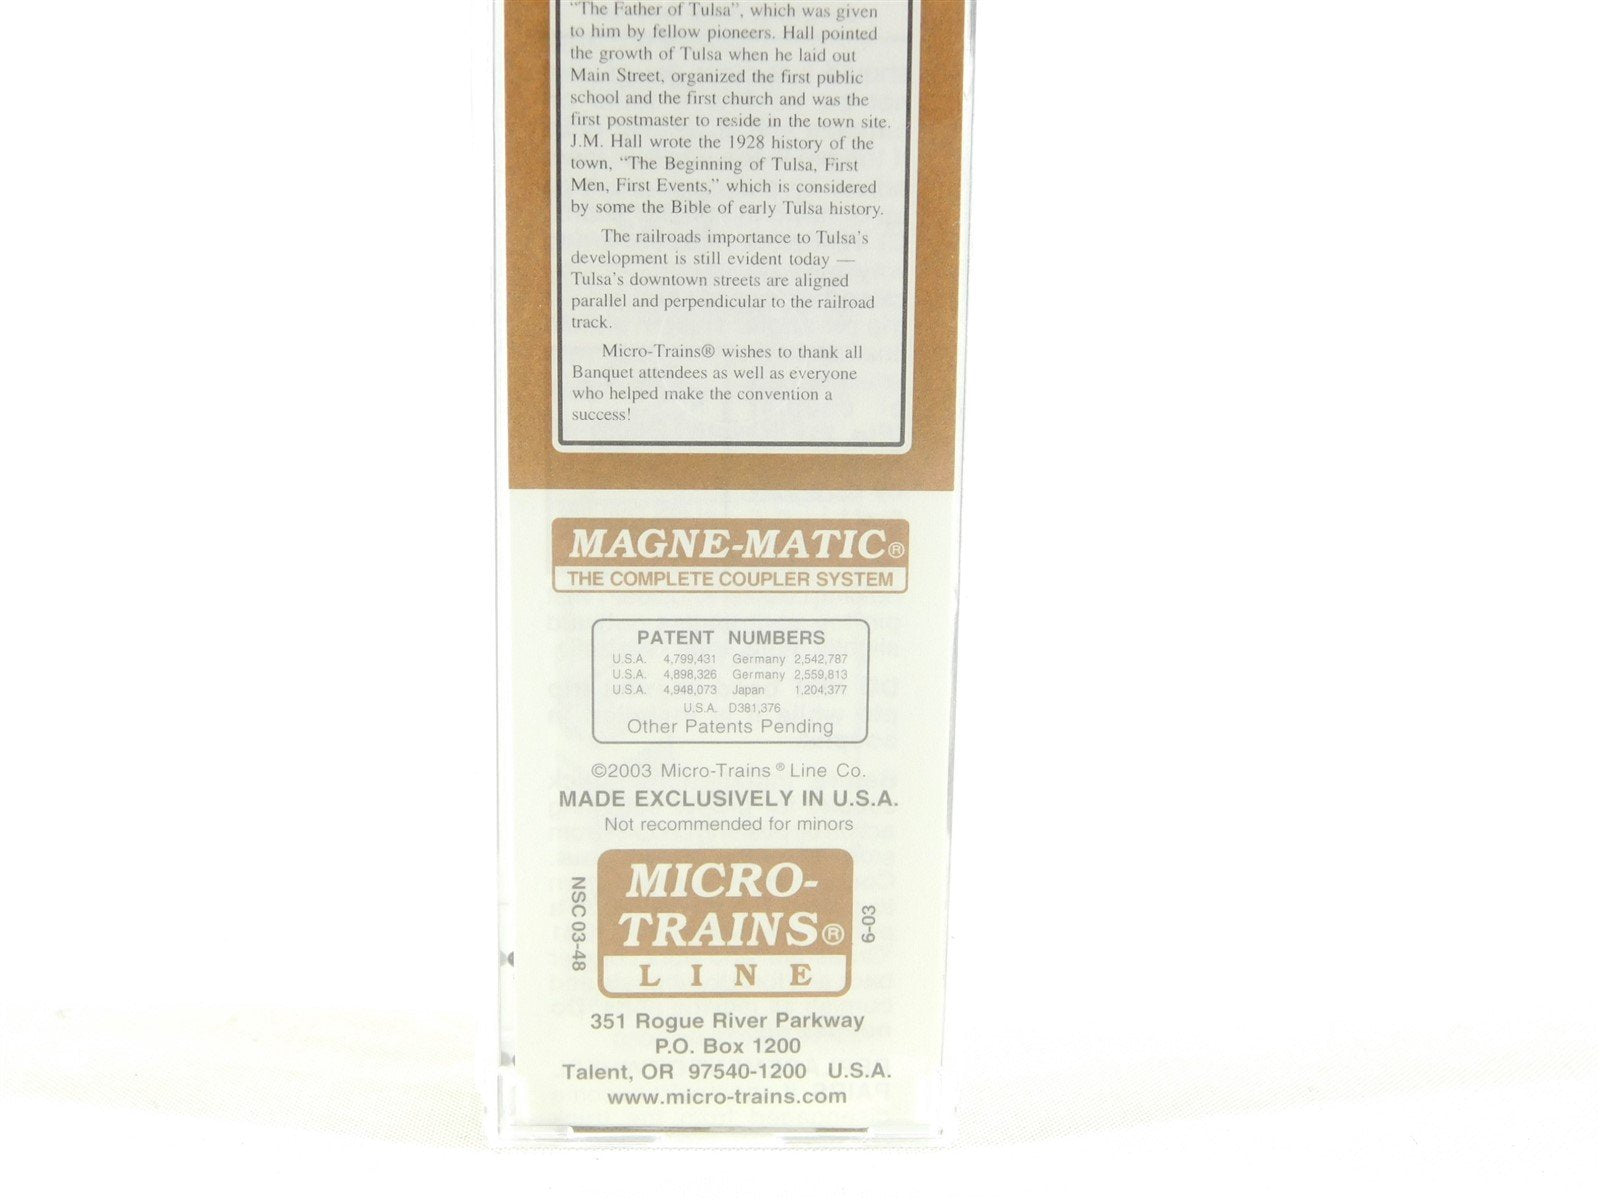 "The Father of Tulsa", which was given
to him by fellow pioneers. Hall pointed
the growth of Tulsa when he laid out
Main Street, organized the first public
school and the first church and was the
first postmaster to reside in the town site.
J.M. Hall wrote the 1928 history of the
town, "The Beginning of Tulsa, First
Men, First Events," which is considered
by some the Bible of early Tulsa history.
The railroads importance to Tulsa's
development is still evident today —
Tulsa's downtown streets are aligned
parallel and perpendicular to the railroad
track.
Micro-Trains® wishes to thank all
Banquet attendees as well as everyone
who helped make the convention a
success!
MAGNE-MATIC®
THE COMPLETE COUPLER SYSTEM
PATENT NUMBERS
U.S.A. 4,799,431 Germany 2,542,787
U.S.A. 4,898,326 Germany 2,559,813
U.S.A. 4,948,073 Japan 1,204,377
U.S.A. D381,376
Other Patents Pending
©2003 Micro-Trains® Line Co.
MADE EXCLUSIVELY IN U.S.A.
Not recommended for minors
NSC 03-48
MICRO-
TRAINS®
LINE
6-03
351 Rogue River Parkway
P.O. Box 1200
Talent, OR 97540-1200 U.S.A.
www.micro-trains.com